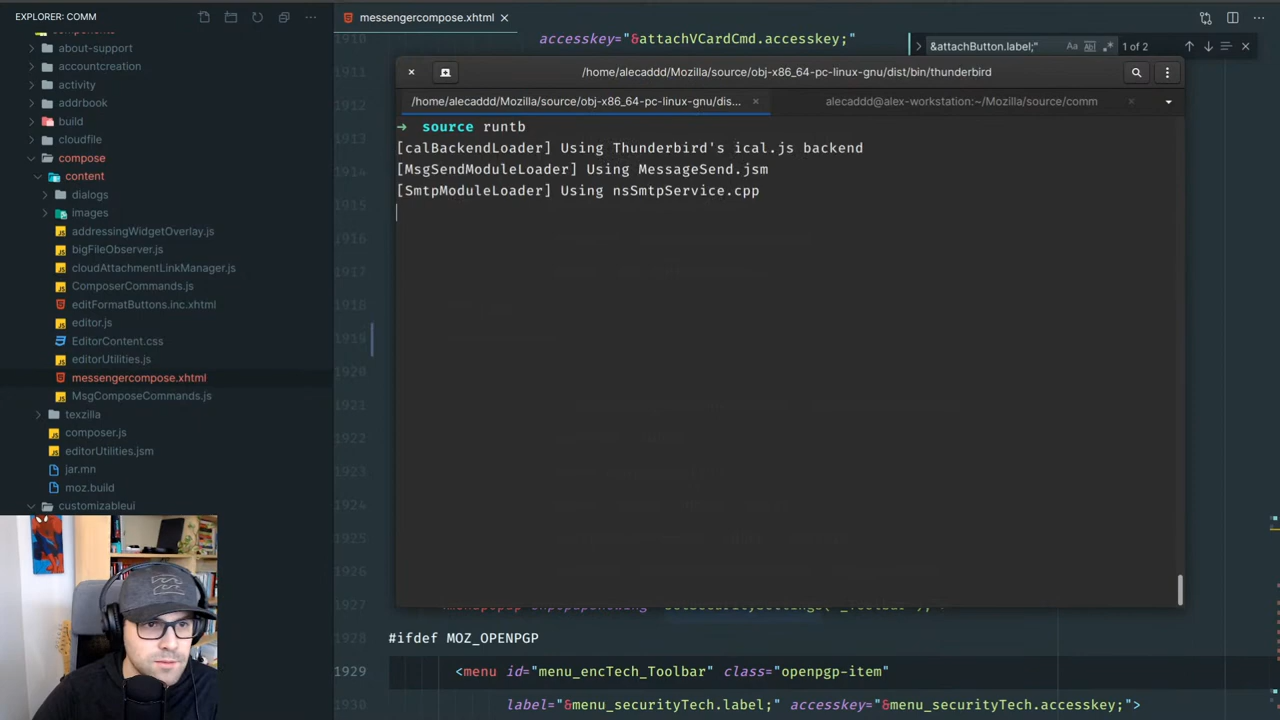 EXPLORER: COMM
components
about-support
accountcreation
activity
addrbook
build
cloudfile
compose
content
dialogs
images
addressingWidgetOverlay.js
bigFileObserver.js
cloudAttachmentLinkManager.js
ComposerCommands.js
editFormatButtons.inc.xhtml
editor.js
EditorContent.css
editorUtilities.js
messengercompose.xhtml
MsgComposeCommands.js
texzilla
composer.js
editorUtilities.jsm
jar.mn
moz.build
customizableui
messengercompose.xhtml
1910 accesskey="&attachVCardCmd.accesskey;"
&attachButton.label;" Aa Ab 1 of 2
1911
1912
1913
1914
1915
1916
1917
1918
1919
1920
1921
1922
1923
1924
1925
1926
1927
/home/alecaddd/Mozilla/source/obj-x86_64-pc-linux-gnu/dist/bin/thunderbird
/home/alecaddd/Mozilla/source/obj-x86_64-pc-linux-gnu/dis...
alecaddd@alex-workstation:~/Mozilla/source/comm
→ source runtb
[calBackendLoader] Using Thunderbird's ical.js backend
[MsgSendModuleLoader] Using MessageSend.jsm
[SmtpModuleLoader] Using nsSmtpService.cpp
1928 #ifdef MOZ_OPENPGP
1929 <menu id="menu_encTech_Toolbar" class="openpgp-item"
1930 label="&menu_securityTech.label;" accesskey="&menu_securityTech.accesskey;">